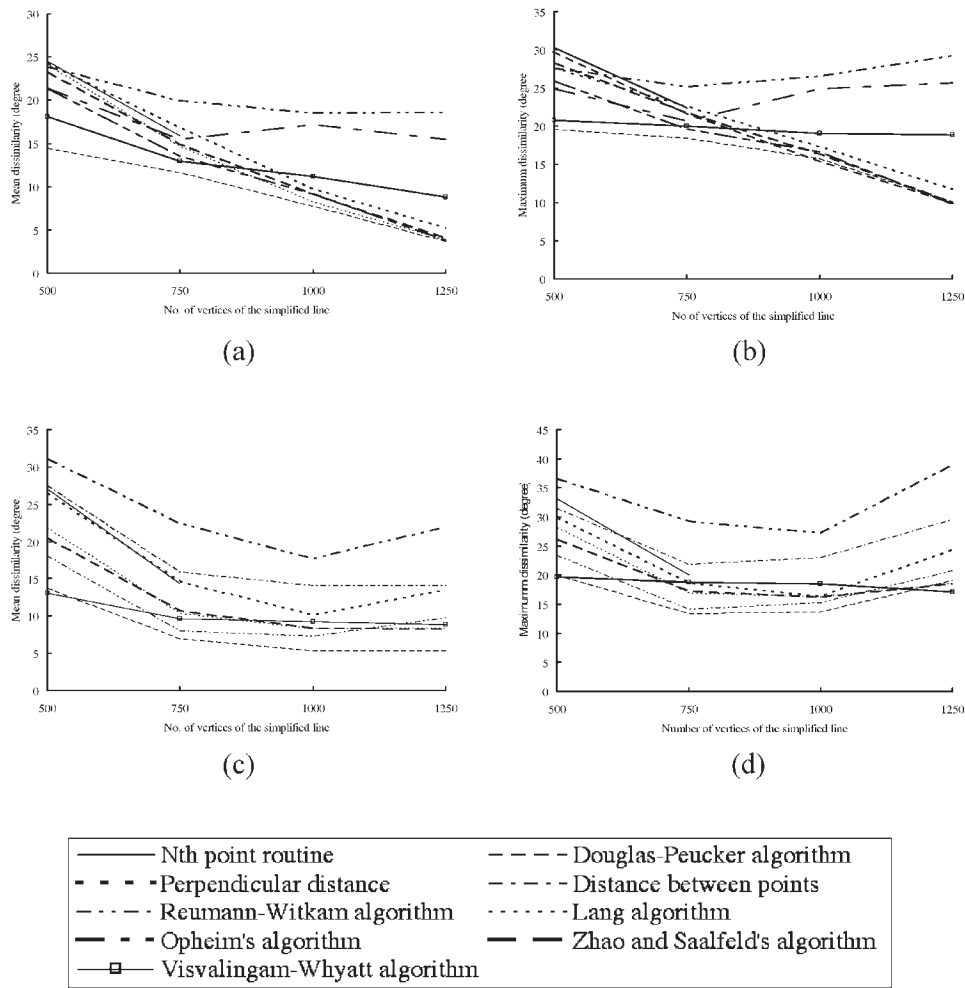 (a)
Mean dissimilarity (degree
30
25
20
15
10
5
0
500 750 1000 1250
No. of vertices of the simplified line
(b)
Maximum dissimilarity (degree
35
30
25
20
15
10
5
0
500 750 1000 1250
No of vertices of the simplified line
(c)
Mean dissimilarity (degree
35
30
25
20
15
10
5
0
500 750 1000 1250
No. of vertices of the simplified line
(d)
Maximumm dissimilarity (degree)
45
40
35
30
25
20
15
10
5
0
500 750 1000 1250
Number of vertices of the simplified line
Nth point routine
Douglas-Peucker algorithm
Perpendicular distance
Distance between points
Reumann-Witkam algorithm
Lang algorithm
Opheim's algorithm
Zhao and Saalfeld's algorithm
Visvalingam-Whyatt algorithm